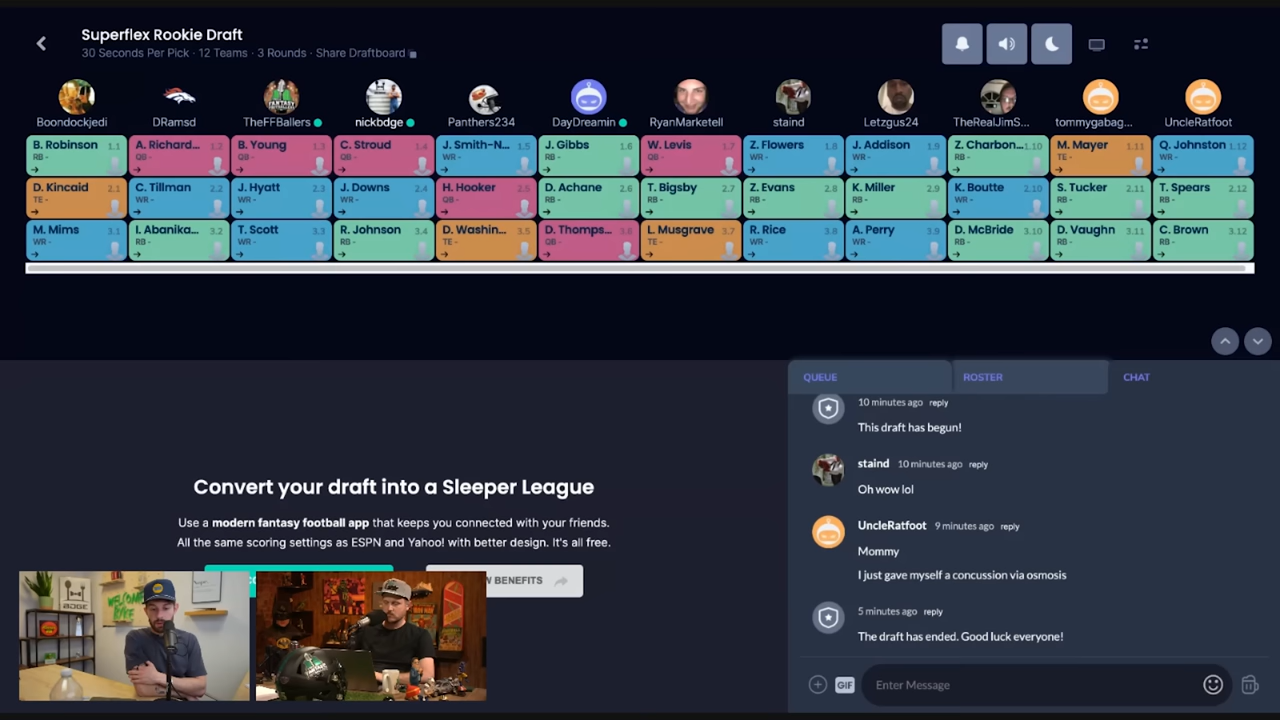 Superflex Rookie Draft
30 Seconds Per Pick · 12 Teams · 3 Rounds · Share Draftboard
Boondockjedi DRamsd TheFFBallers nickbdge Panthers234 DayDreamin RyanMarketell staind Letzgus24 TheRealJimS... tommygabag... UncleRatfoot
B. Robinson 1.1 A. Richard... 1.2 B. Young 1.3 C. Stroud 1.4 J. Smith-N... 1.5 J. Gibbs 1.6 W. Levis 1.7 Z. Flowers 1.8 J. Addison 1.9 Z. Charbon... 1.10 M. Mayer 1.11 Q. Johnston 1.12
RB - QB - QB - QB - WR - RB - QB - WR - WR - RB - TE - WR -
D. Kincaid 2.1 C. Tillman 2.2 J. Hyatt 2.3 J. Downs 2.4 H. Hooker 2.5 D. Achane 2.6 T. Bigsby 2.7 Z. Evans 2.8 K. Miller 2.9 K. Boutte 2.10 S. Tucker 2.11 T. Spears 2.12
TE - WR - WR - WR - QB - RB - RB - RB - RB - WR - RB - RB -
M. Mims 3.1 I. Abanika... 3.2 T. Scott 3.3 R. Johnson 3.4 D. Washin... 3.5 D. Thomps... 3.6 L. Musgrave 3.7 R. Rice 3.8 A. Perry 3.9 D. McBride 3.10 D. Vaughn 3.11 C. Brown 3.12
WR - RB - WR - RB - TE - QB - TE - WR - WR - RB - RB - RB -
QUEUE ROSTER CHAT
10 minutes ago reply
This draft has begun!
staind 10 minutes ago reply
Oh wow lol
UncleRatfoot 9 minutes ago reply
Mommy
I just gave myself a concussion via osmosis
5 minutes ago reply
The draft has ended. Good luck everyone!
GIF Enter Message
Convert your draft into a Sleeper League
Use a modern fantasy football app that keeps you connected with your friends.
All the same scoring settings as ESPN and Yahoo! with better design. It's all free.
BENEFITS
BDGE